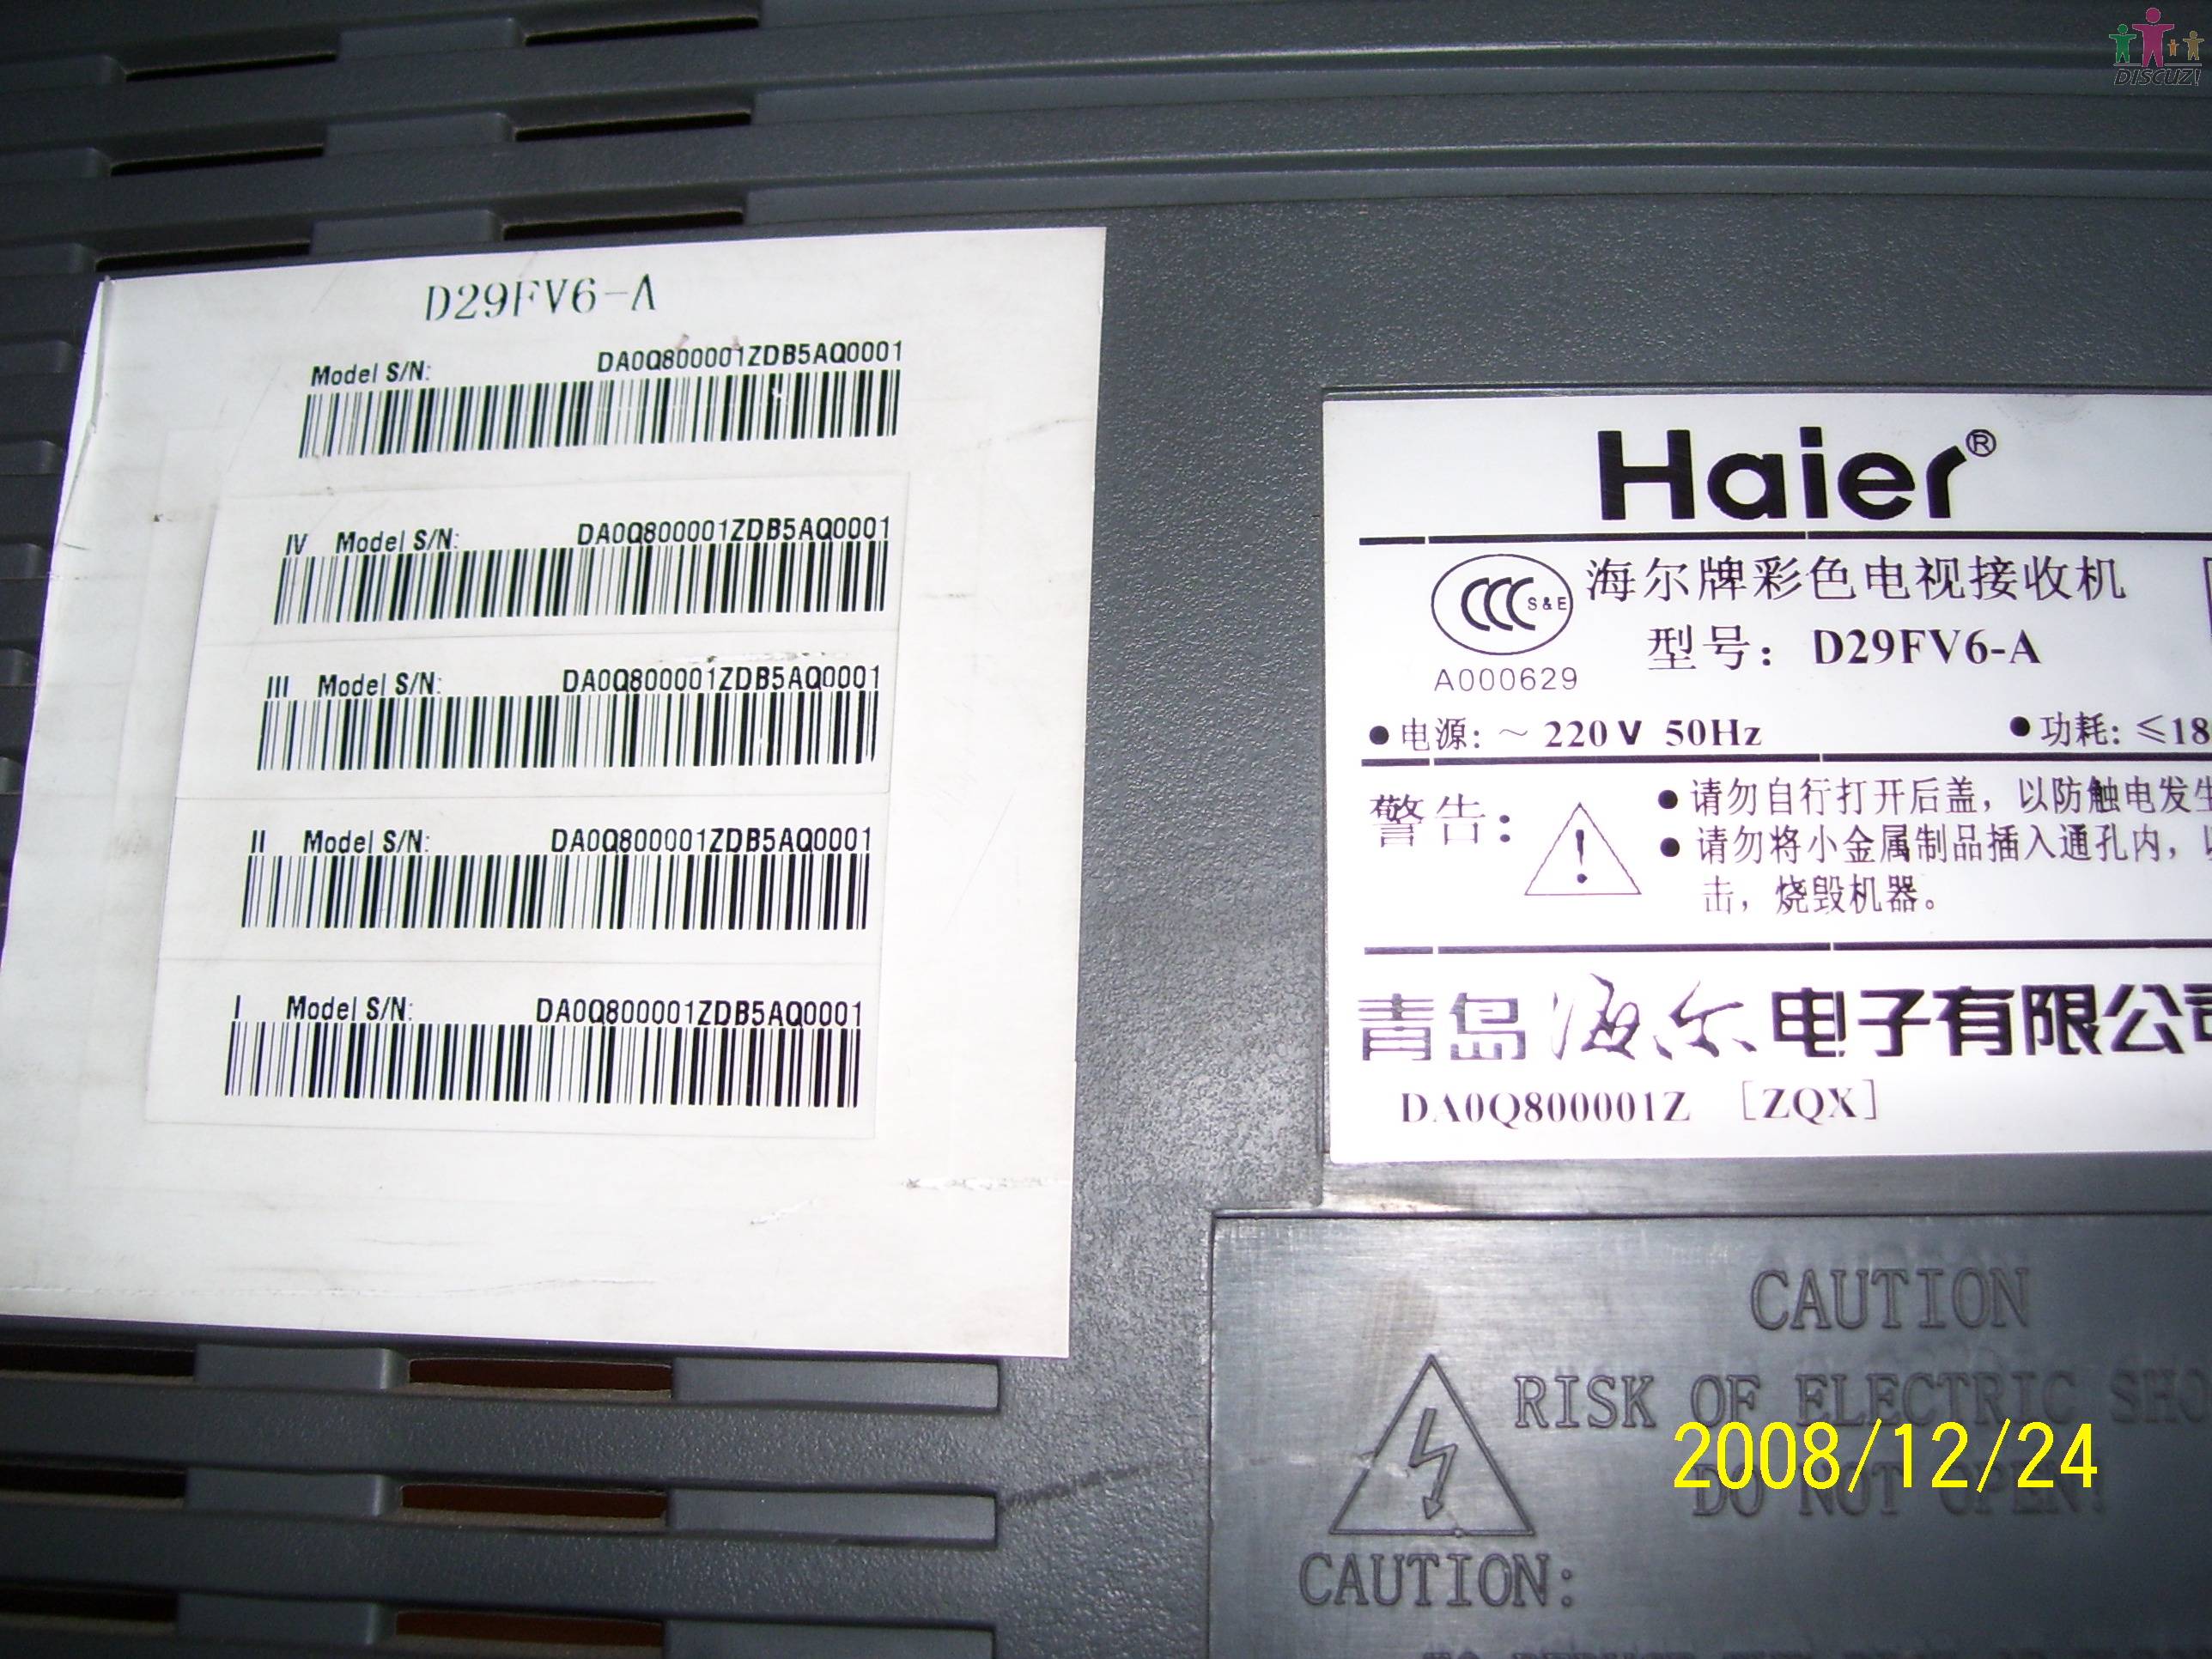 DISCUZ!
D29FV6-A
Model S/N: DA0Q800001ZDB5AQ0001
IV Model S/N: DA0Q800001ZDB5AQ0001
III Model S/N: DA0Q800001ZDB5AQ0001
II Model S/N: DA0Q800001ZDB5AQ0001
I Model S/N: DA0Q800001ZDB5AQ0001
Haier®
CCC S&E 海尔牌彩色电视接收机
A000629 型号: D29FV6-A
●电源: ~ 220V 50Hz ●功耗: ≤18
警告: ! ●请勿自行打开后盖，以防触电发生
●请勿将小金属制品插入通孔内，
击，烧毁机器。
青岛海尔电子有限公司
DA0Q800001Z [ZQX]
CAUTION
RISK OF ELECTRIC SHO
2008/12/24
DO NOT OPEN!
CAUTION: